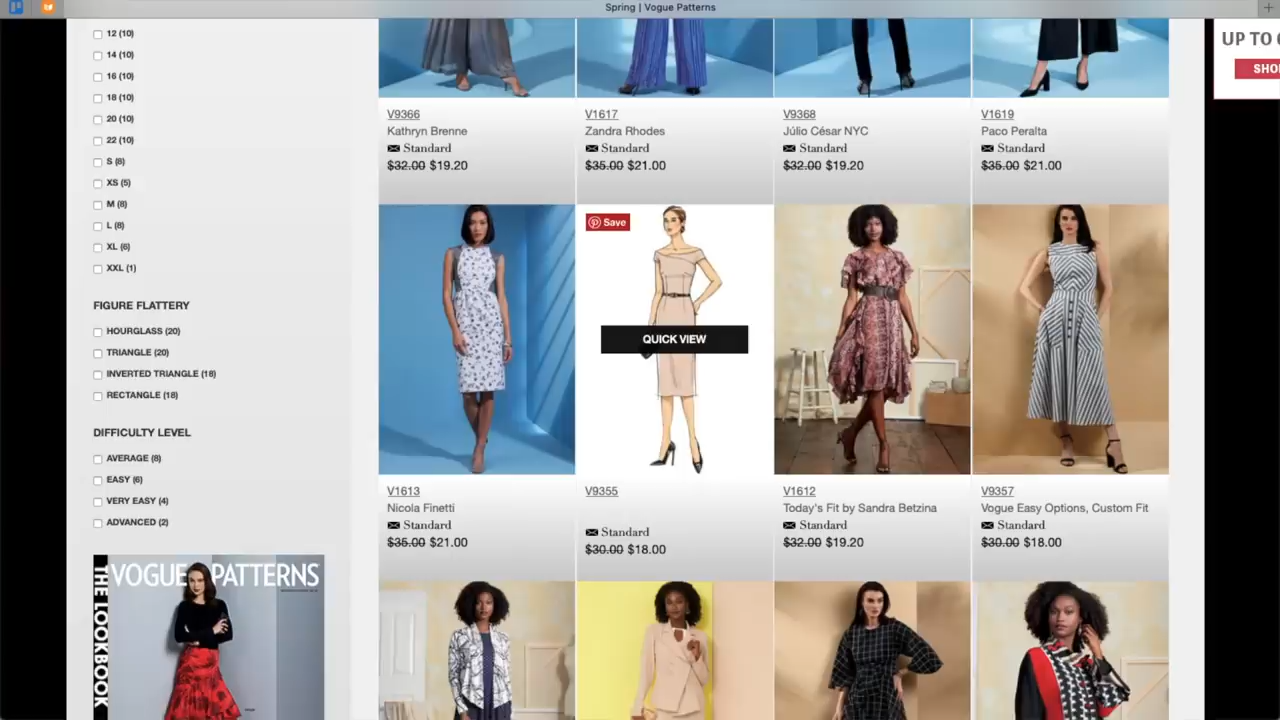 Spring | Vogue Patterns
12 (10)
14 (10)
16 (10)
18 (10)
20 (10)
22 (10)
S (8)
XS (5)
M (8)
L (8)
XL (6)
XXL (1)
FIGURE FLATTERY
HOURGLASS (20)
TRIANGLE (20)
INVERTED TRIANGLE (18)
RECTANGLE (18)
DIFFICULTY LEVEL
AVERAGE (8)
EASY (6)
VERY EASY (4)
ADVANCED (2)
VOGUE PATTERNS
THE LOOKBOOK
V9366
Kathryn Brenne
Standard
$32.00 $19.20
V1617
Zandra Rhodes
Standard
$35.00 $21.00
V9368
Júlio César NYC
Standard
$32.00 $19.20
V1619
Paco Peralta
Standard
$35.00 $21.00
V1613
Nicola Finetti
Standard
$35.00 $21.00
Save
QUICK VIEW
V9355
Standard
$30.00 $18.00
V1612
Today's Fit by Sandra Betzina
Standard
$32.00 $19.20
V9357
Vogue Easy Options, Custom Fit
Standard
$30.00 $18.00
UP TO